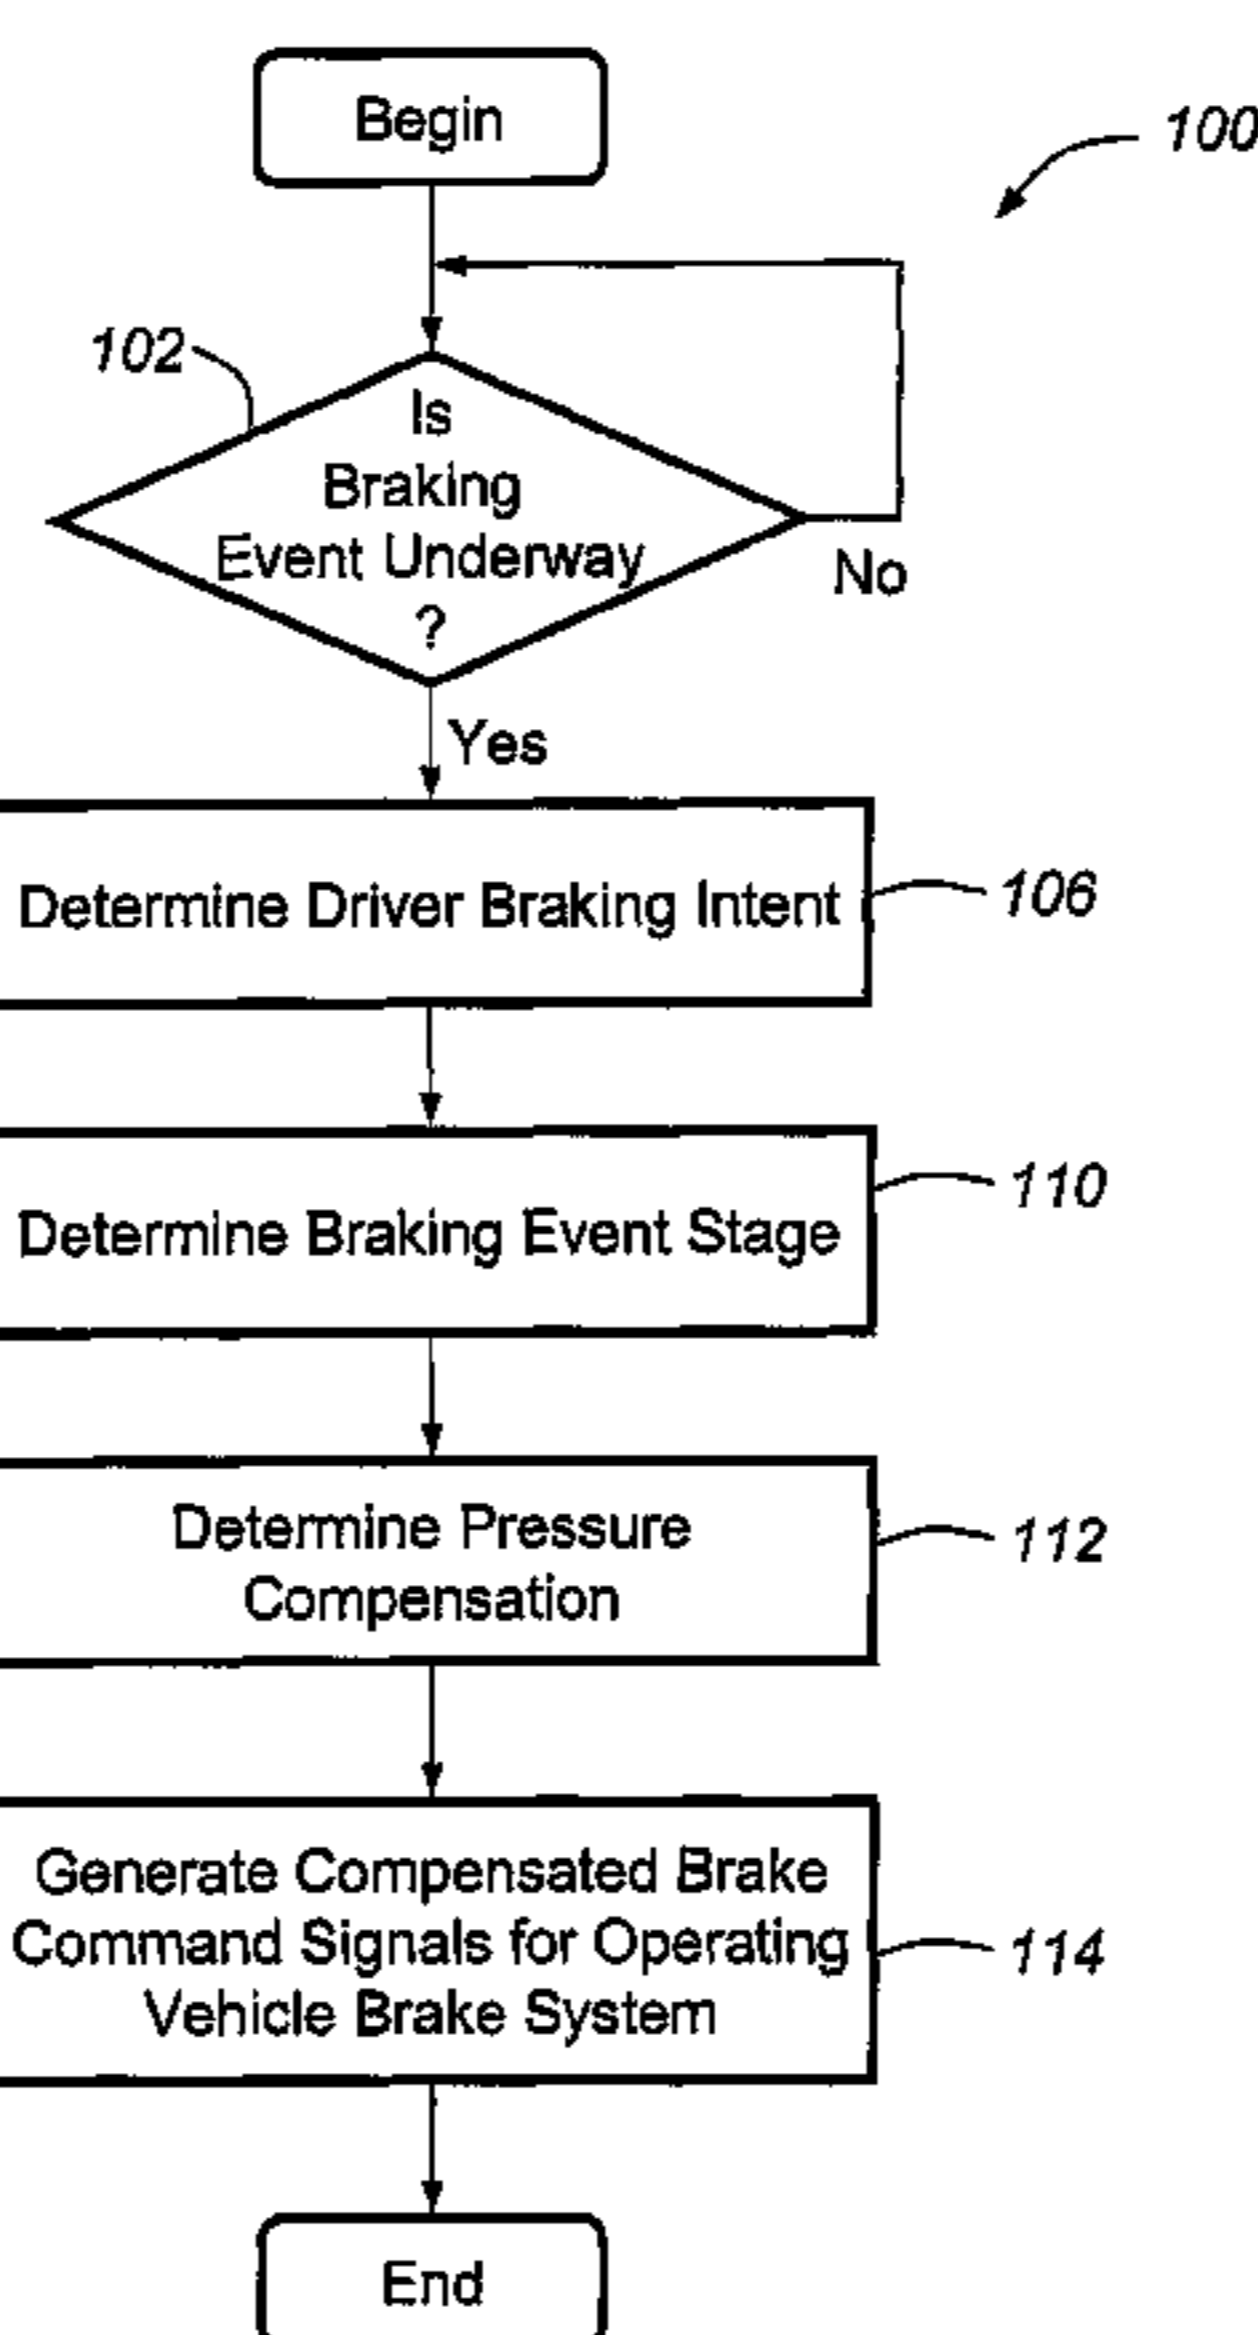 Begin
100
102
Is
Braking
Event Underway
?
No
Yes
Determine Driver Braking Intent
106
Determine Braking Event Stage
110
Determine Pressure
Compensation
112
Generate Compensated Brake
Command Signals for Operating
Vehicle Brake System
114
End